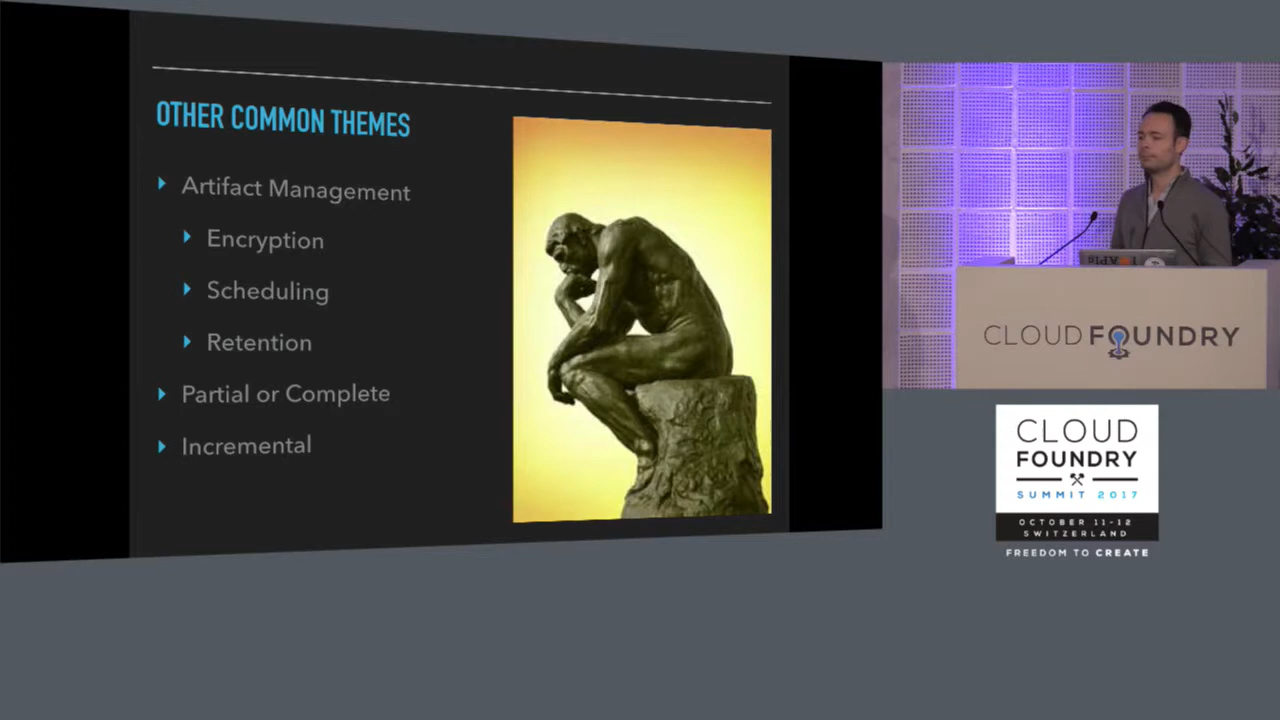 OTHER COMMON THEMES
Artifact Management
Encryption
Scheduling
Retention
Partial or Complete
Incremental
CLOUD FOUNDRY
CLOUD
FOUNDRY
SUMMIT 2017
OCTOBER 11-12
SWITZERLAND
FREEDOM TO CREATE